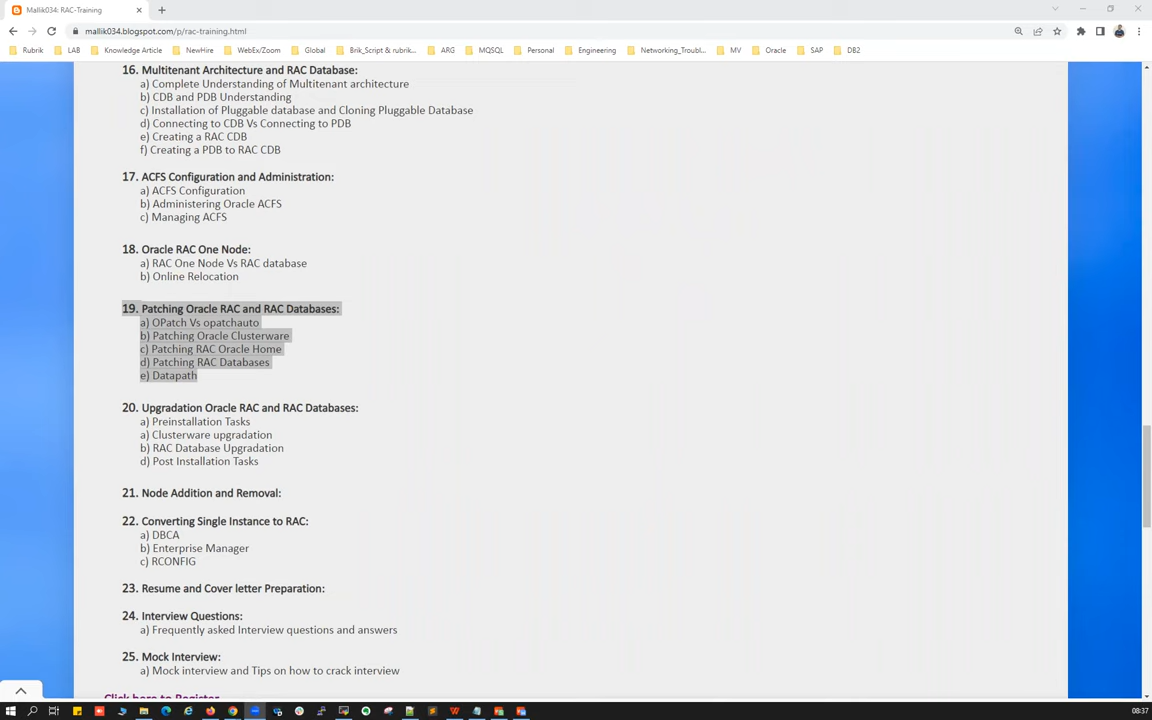 Mallik034: RAC-Training
mallik034.blogspot.com/p/rac-training.html
Rubrik LAB Knowledge Article NewHire WebEx/Zoom Global Brik_Script & rubrik... ARG MQSQL Personal Engineering Networking_Troubl... MV Oracle SAP DB2
16. Multitenant Architecture and RAC Database:
a) Complete Understanding of Multitenant architecture
b) CDB and PDB Understanding
c) Installation of Pluggable database and Cloning Pluggable Database
d) Connecting to CDB Vs Connecting to PDB
e) Creating a RAC CDB
f) Creating a PDB to RAC CDB
17. ACFS Configuration and Administration:
a) ACFS Configuration
b) Administering Oracle ACFS
c) Managing ACFS
18. Oracle RAC One Node:
a) RAC One Node Vs RAC database
b) Online Relocation
19. Patching Oracle RAC and RAC Databases:
a) OPatch Vs opatchauto
b) Patching Oracle Clusterware
c) Patching RAC Oracle Home
d) Patching RAC Databases
e) Datapath
20. Upgradation Oracle RAC and RAC Databases:
a) Preinstallation Tasks
a) Clusterware upgradation
b) RAC Database Upgradation
d) Post Installation Tasks
21. Node Addition and Removal:
22. Converting Single Instance to RAC:
a) DBCA
b) Enterprise Manager
c) RCONFIG
23. Resume and Cover letter Preparation:
24. Interview Questions:
a) Frequently asked Interview questions and answers
25. Mock Interview:
a) Mock interview and Tips on how to crack interview
Click here to Register
08:37